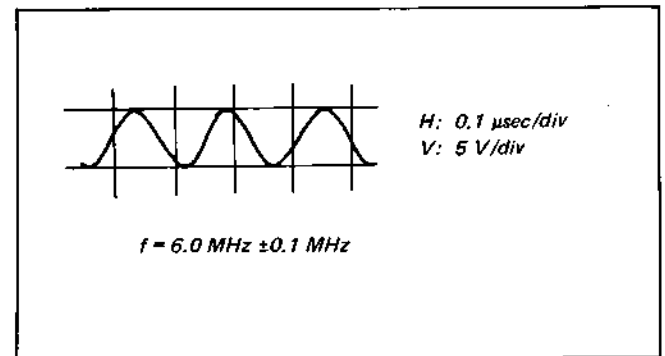 H: 0.1 μsec/div
V: 5 V/div
f = 6.0 MHz ±0.1 MHz